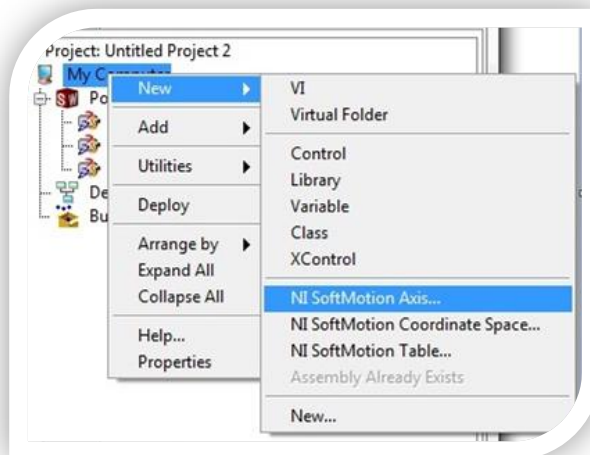 Project: Untitled Project 2
My Computer
Po
De
Bu
New
Add
Utilities
Deploy
Arrange by
Expand All
Collapse All
Help...
Properties
VI
Virtual Folder
Control
Library
Variable
Class
XControl
NI SoftMotion Axis...
NI SoftMotion Coordinate Space...
NI SoftMotion Table...
Assembly Already Exists
New...